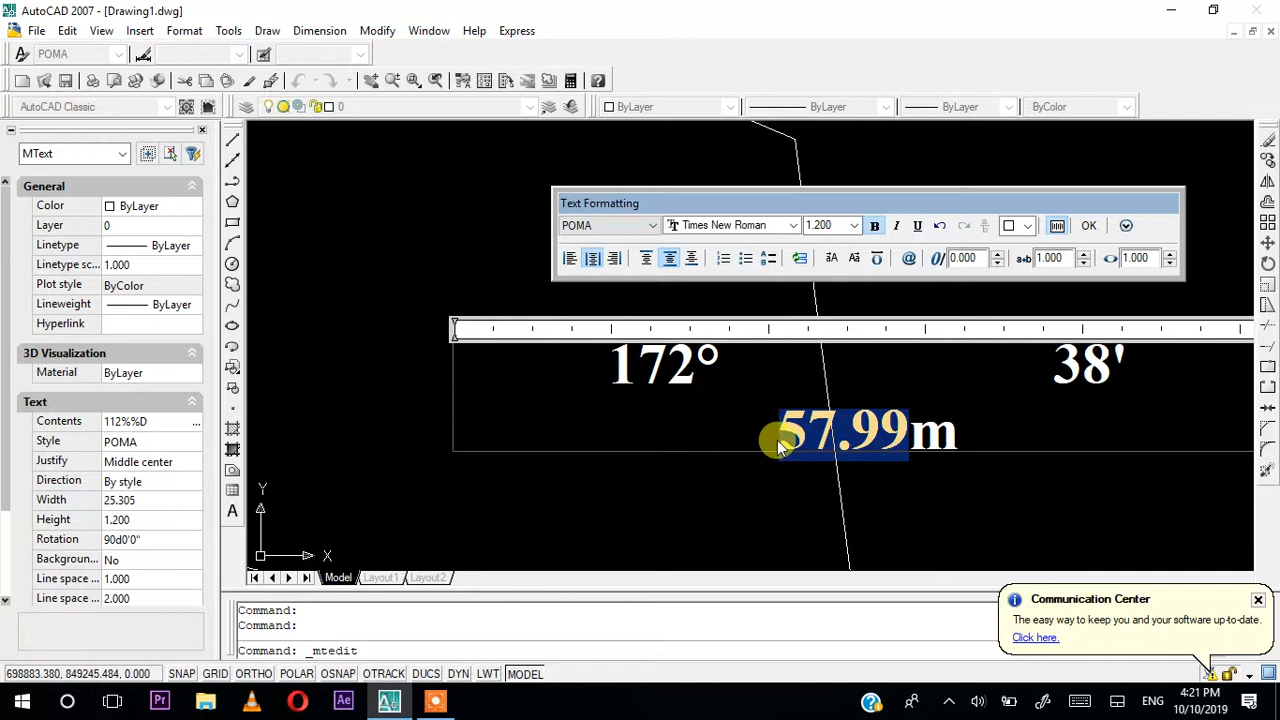 AutoCAD 2007 - [Drawing1.dwg]
File Edit View Insert Format Tools Draw Dimension Modify Window Help Express
POMA
AutoCAD Classic
0
ByLayer
ByLayer
ByLayer
ByColor
MText
General
Color ByLayer
Layer 0
Linetype ByLayer
Linetype sc... 1.000
Plot style ByColor
Lineweight ByLayer
Hyperlink
3D Visualization
Material ByLayer
Text
Contents 112%%D ...
Style POMA
Justify Middle center
Direction By style
Width 25.305
Height 1.200
Rotation 90d0'0"
Backgroun... No
Line space ... 1.000
Line space ... 2.000
Text Formatting
POMA Times New Roman 1.200 B I U OK
@ 0/ 0.000 a+b 1.000 1.000
172° 38'
57.99m
Y
X
A
Model Layout1 Layout2
Command:
Command:
Command: _mtedit
Communication Center
The easy way to keep you and your software up-to-date.
Click here.
698883.380, 849245.484, 0.000 SNAP GRID ORTHO POLAR OSNAP OTRACK DUCS DYN LWT MODEL
Pr
Ae
ENG
4:21 PM
10/10/2019